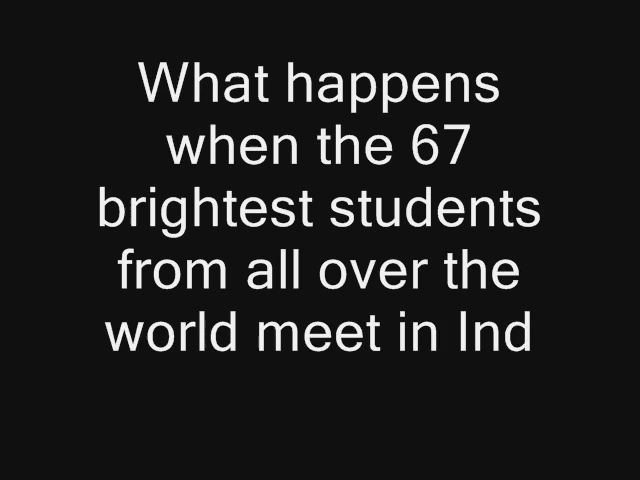 What happens
when the 67
brightest students
from all over the
world meet in Ind